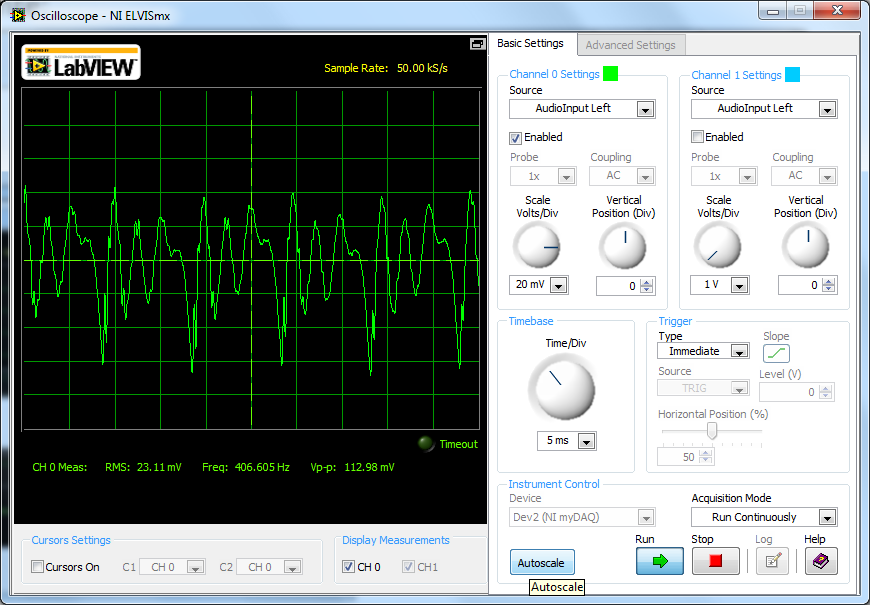 Oscilloscope - NI ELVISmx
POWERED BY
NATIONAL INSTRUMENTS
LabVIEW™
Sample Rate: 50.00 kS/s
Timeout
CH 0 Meas: RMS: 23.11 mV Freq: 406.605 Hz Vp-p: 112.98 mV
Cursors Settings
Cursors On C1 CH 0 C2 CH 0
Display Measurements
CH 0 CH1
Basic Settings Advanced Settings
Channel 0 Settings
Source
AudioInput Left
Enabled
Probe Coupling
1x AC
Scale Vertical
Volts/Div Position (Div)
20 mV 0
Channel 1 Settings
Source
AudioInput Left
Enabled
Probe Coupling
1x AC
Scale Vertical
Volts/Div Position (Div)
1 V 0
Timebase
Time/Div
5 ms
Trigger
Type Slope
Immediate
Source Level (V)
TRIG 0
Horizontal Position (%)
50
Instrument Control
Device Acquisition Mode
Dev2 (NI myDAQ) Run Continuously
Run Stop Log Help
Autoscale
Autoscale